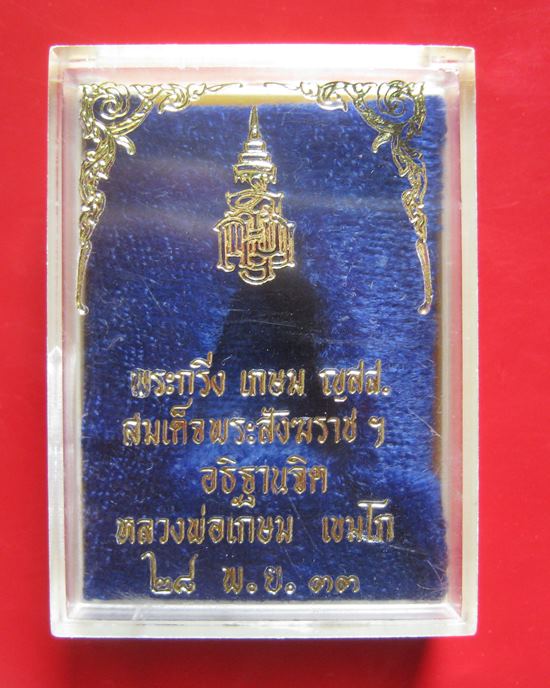 พระกริ่ง เกษม ญสส.
สมเด็จพระสังฆราช ฯ
อธิฐานจิต
หลวงพ่อเกษม เขมโก
๒๘ พ.ย. ๓๓